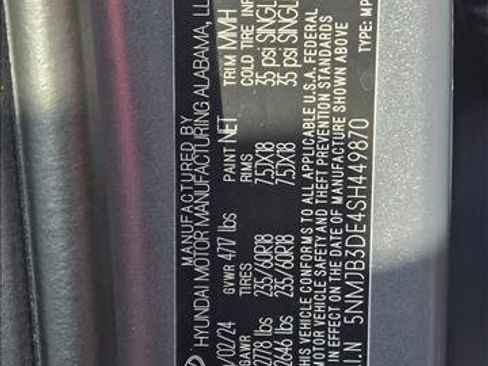 MANUFACTURED BY
HYUNDAI MOTOR MANUFACTURING ALABAMA, LL
/02/24 GVWR 4717 lbs PAINT NET TRIM MMH
GAWR TIRES RIMS COLD TIRE INF
2778 lbs 235/60R18 7.5JX18 35 psi SINGL
2646 lbs 235/60R18 7.5JX18 35 psi SINGL
THIS VEHICLE CONFORMS TO ALL APPLICABLE U.S.A. FEDERAL
MOTOR VEHICLE SAFETY AND THEFT PREVENTION STANDARDS
IN EFFECT ON THE DATE OF MANUFACTURE SHOWN ABOVE
.I.N 5NMJB3DE4SH449870 TYPE: MP